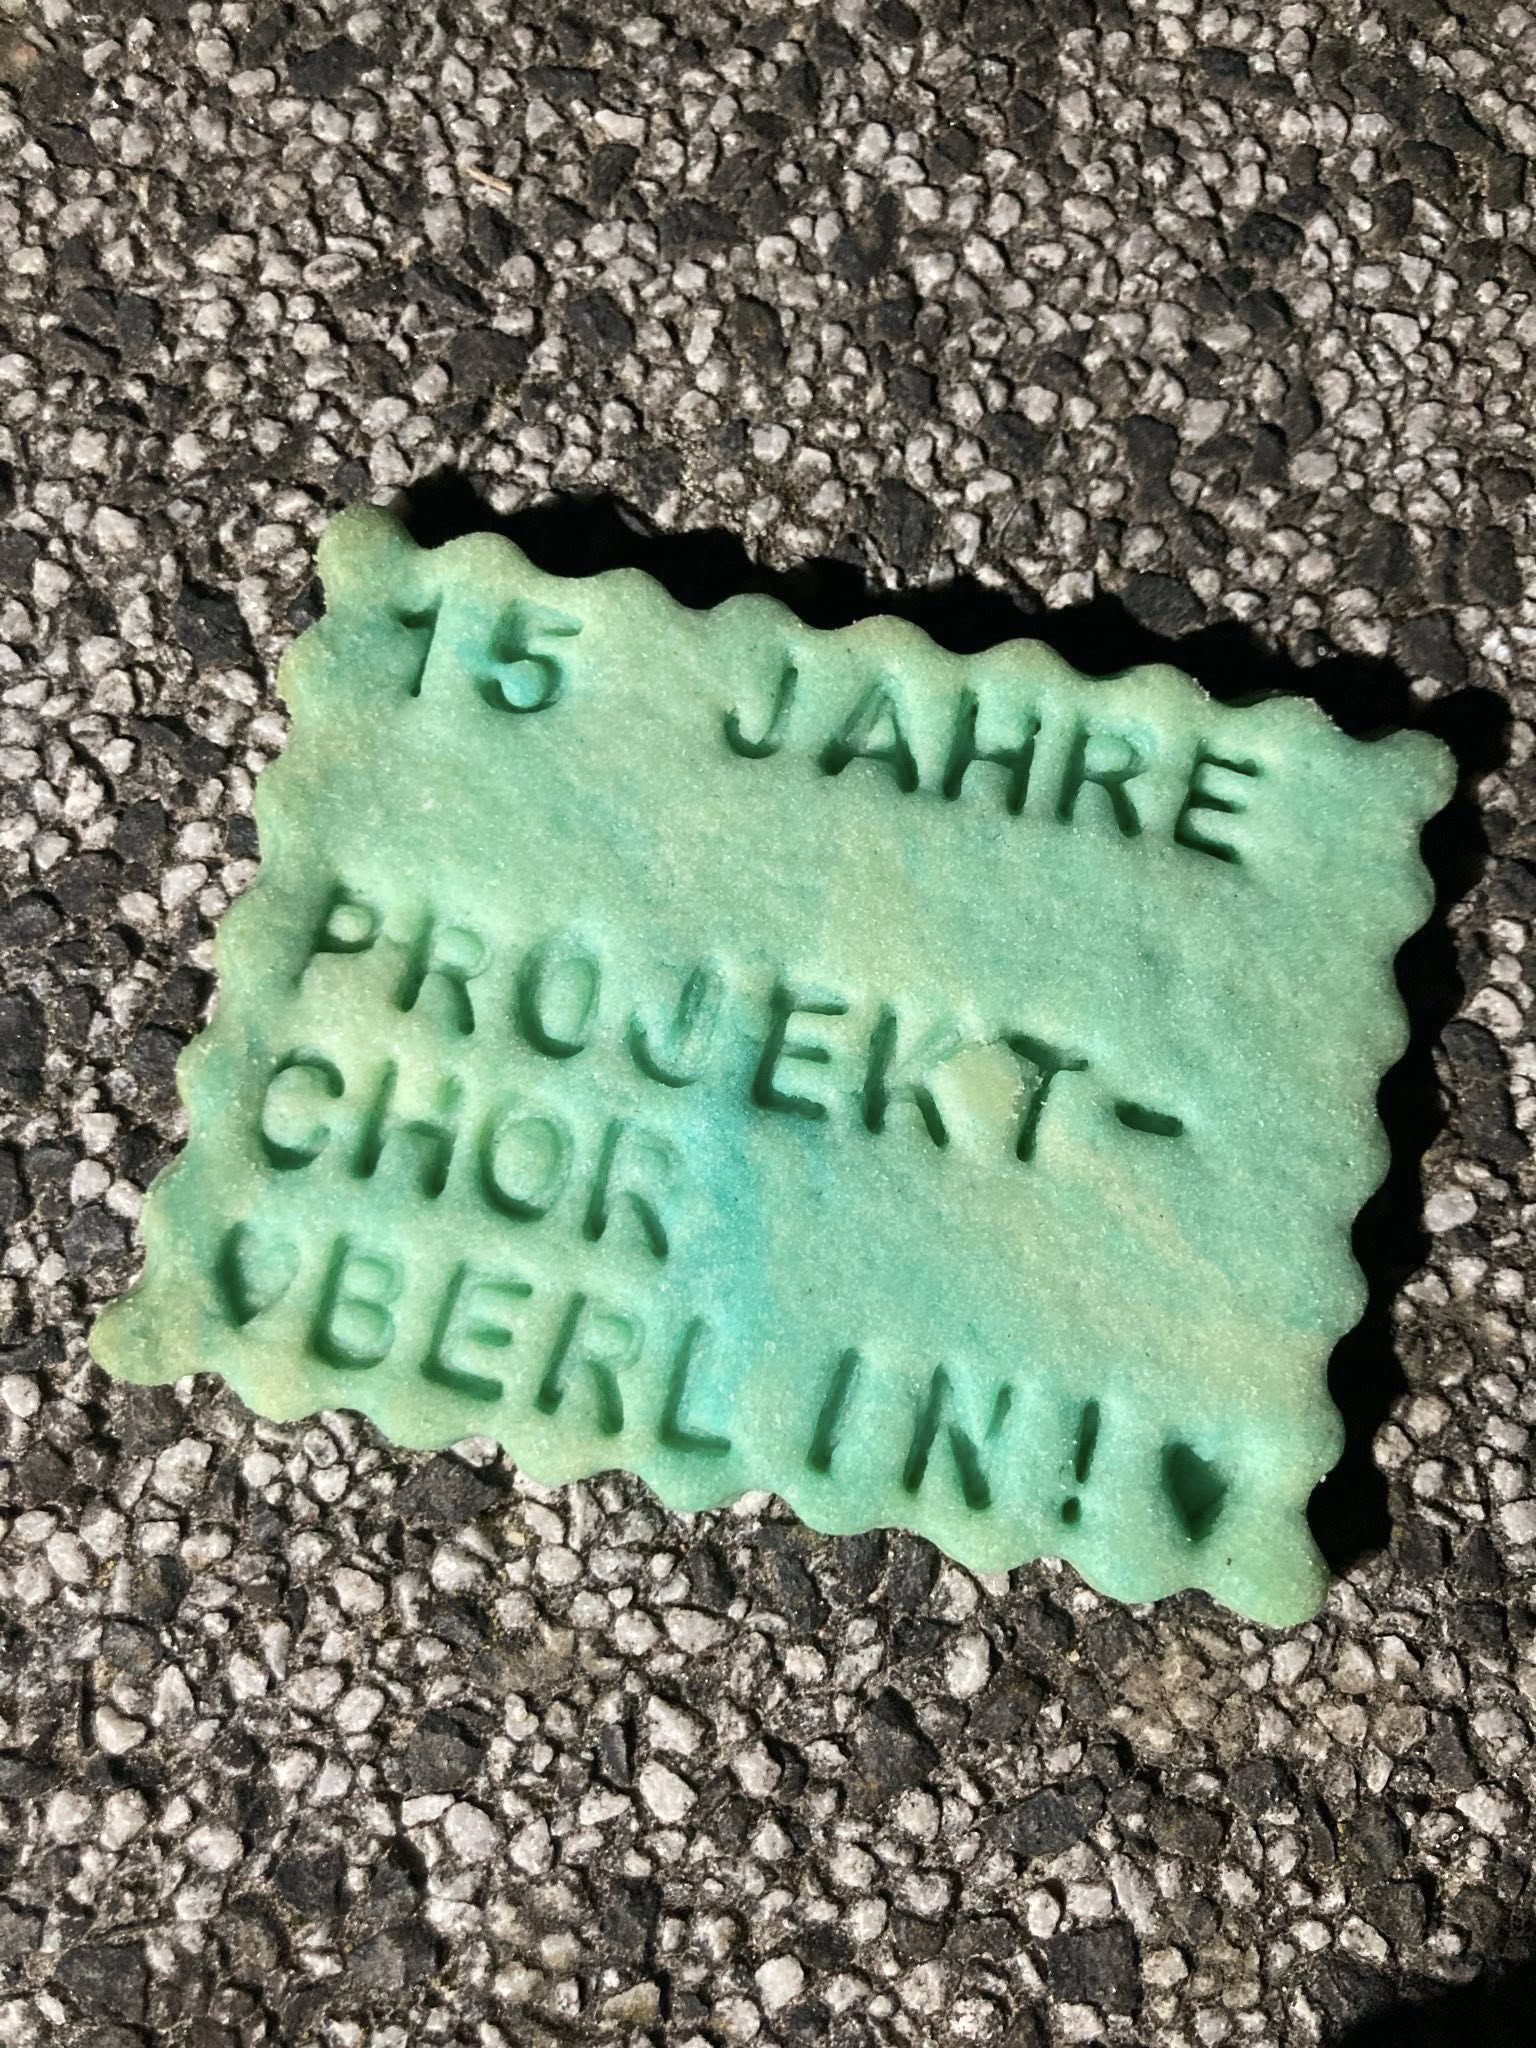 15 JAHRE
PROJEKT-
CHOR
♥BERLIN!♥